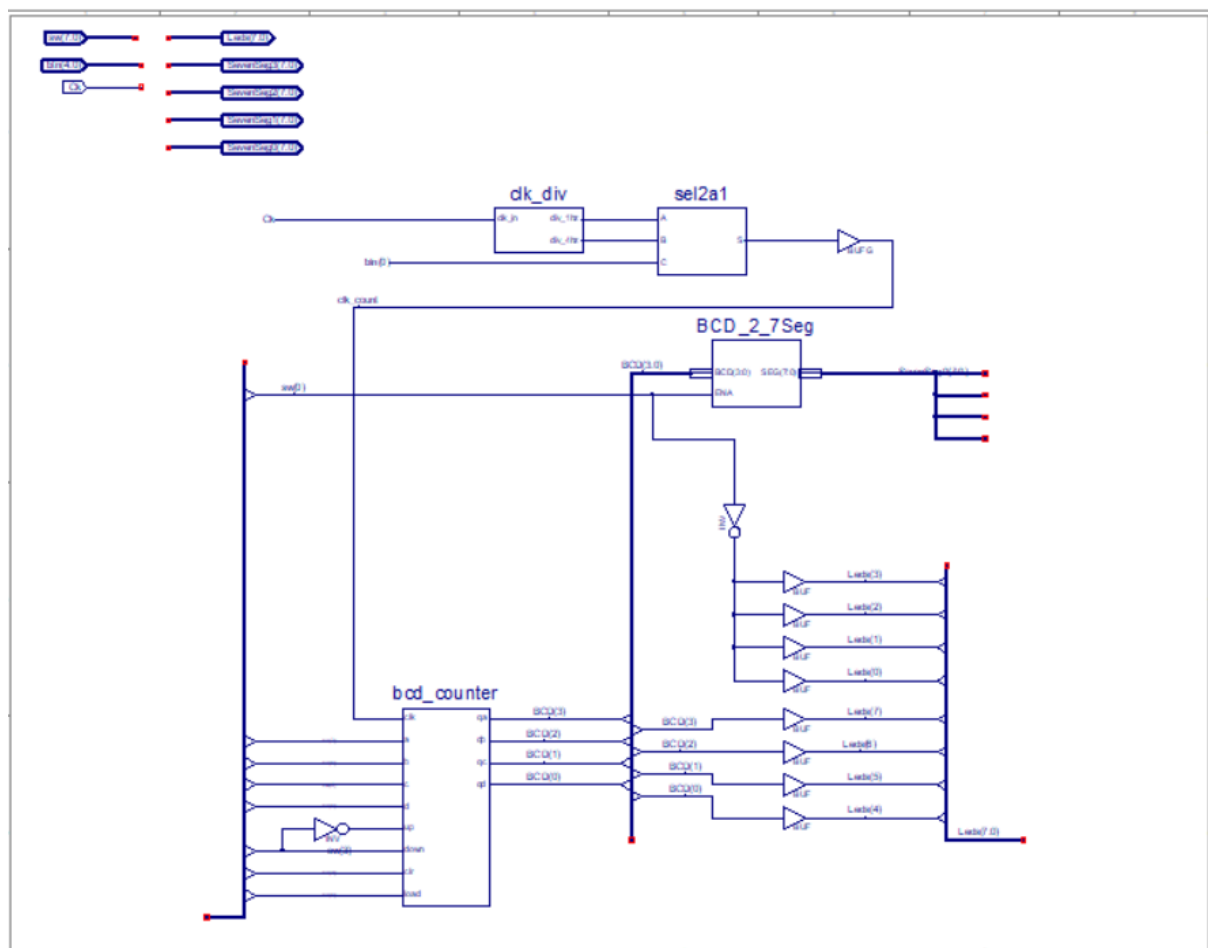 sw(7:0)
Leds(7:0)
btn(4:0)
SevenSeg3(7:0)
Clk
SevenSeg2(7:0)
SevenSeg1(7:0)
SevenSeg0(7:0)
clk_div
sel2a1
Clk
clk_in
div_1hz
A
div_4hz
B
S
BUFG
btn(0)
C
clk_count
BCD_2_7Seg
BCD(3:0)
BCD(3:0)
SEG(7:0)
sw(0)
ENA
INV
Leds(3)
BUF
Leds(2)
BUF
Leds(1)
BUF
Leds(0)
BUF
bcd_counter
clk
qa
BCD(3)
BCD(3)
Leds(7)
BUF
a
qb
BCD(2)
BCD(2)
Leds(6)
BUF
b
qc
BCD(1)
BCD(1)
Leds(5)
BUF
c
qd
BCD(0)
BCD(0)
Leds(4)
BUF
d
up
INV
down
Leds(7:0)
clr
load